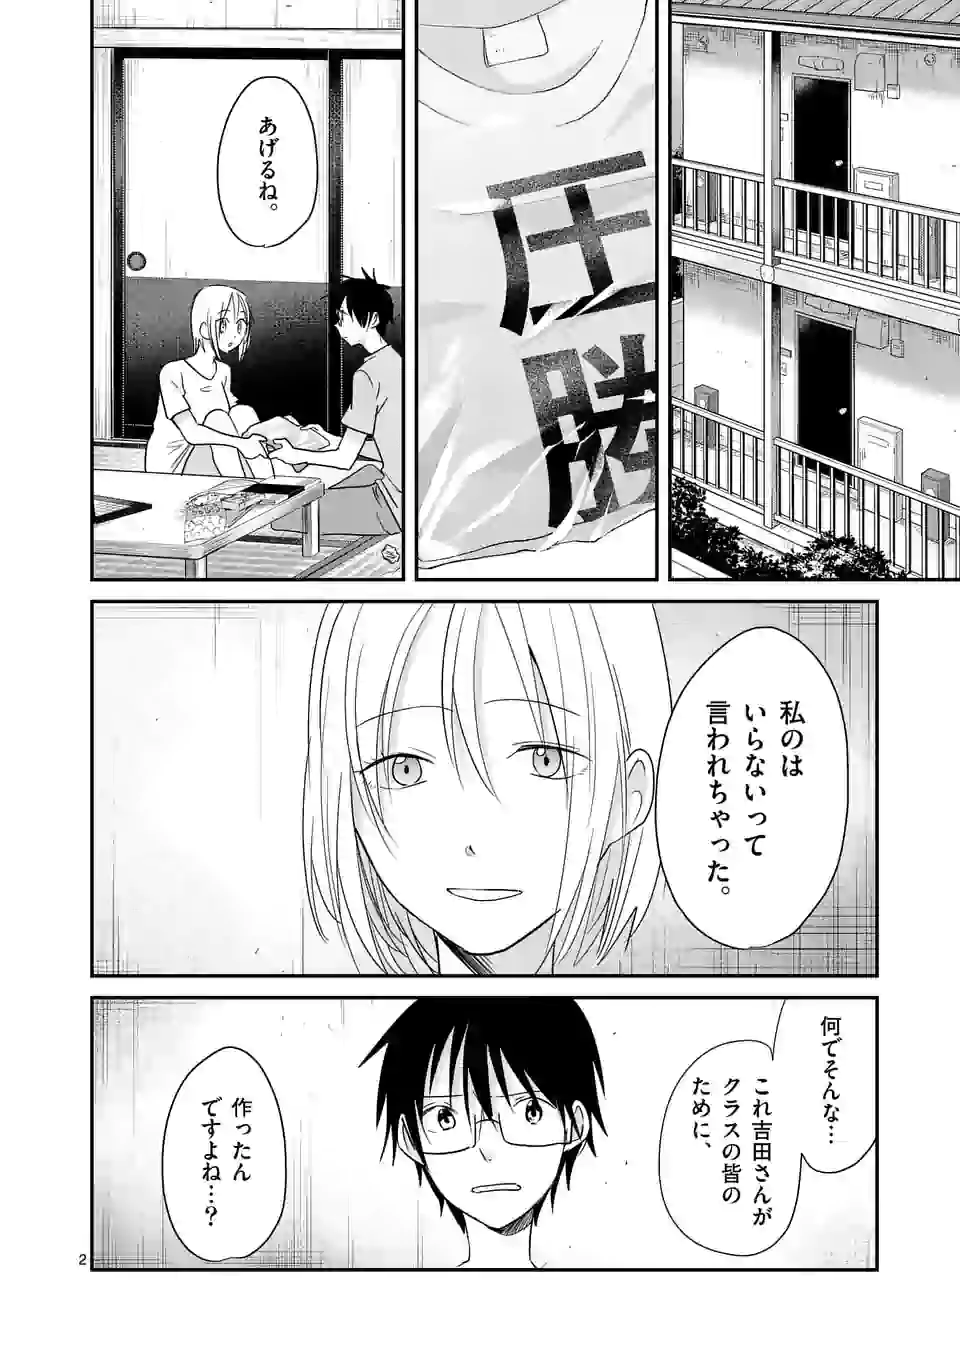 圧
勝
あげるね。
私のは
いらないって
言われちゃった。
何でそんな…
これ吉田さんが
クラスの皆の
ために、
作ったん
ですよね…?
2